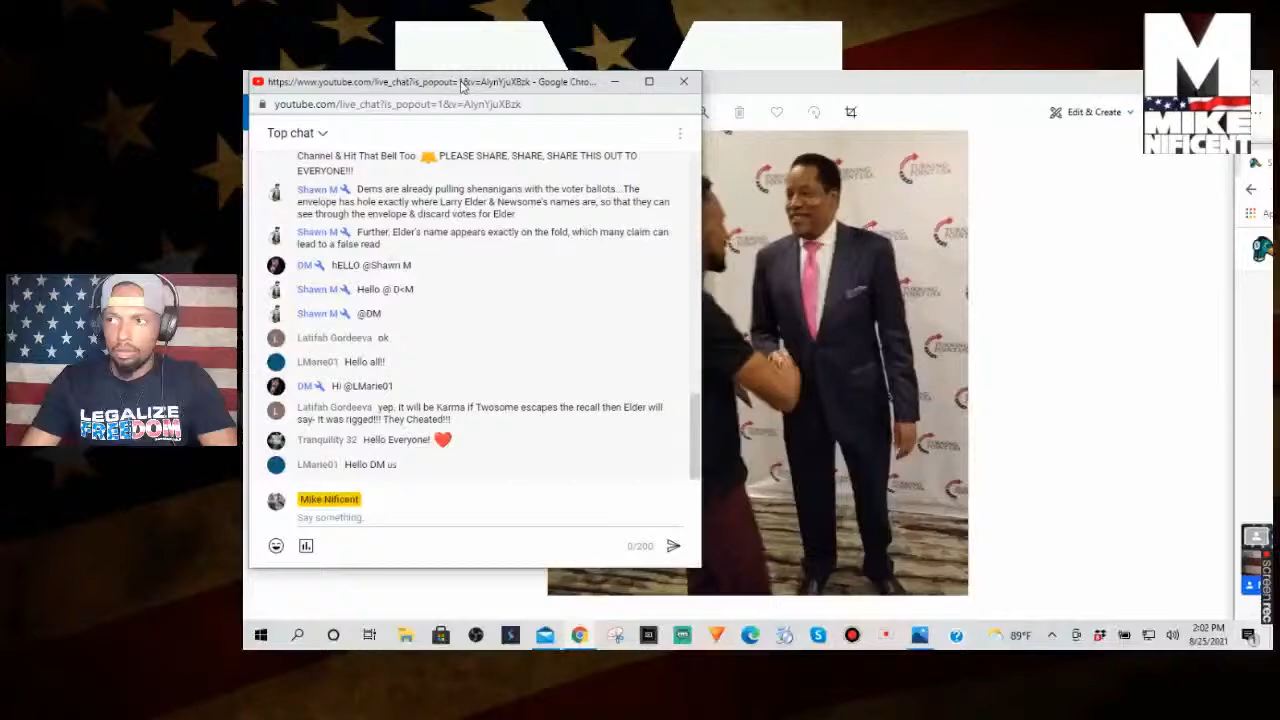 https://www.youtube.com/live_chat?is_popout=1&v=AlynYjuXBzk - Google Chro...
youtube.com/live_chat?is_popout=1&v=AlynYjuXBzk
Edit & Create
Top chat
Channel & Hit That Bell Too PLEASE SHARE, SHARE, SHARE THIS OUT TO
EVERYONE!!!
Shawn M Dems are already pulling shenanigans with the voter ballots...The
envelope has hole exactly where Larry Elder & Newsome's names are, so that they can
see through the envelope & discard votes for Elder
Shawn M Further, Elder's name appears exactly on the fold, which many claim can
lead to a false read
DM hELLO @Shawn M
Shawn M Hello @ D<M
Shawn M @DM
Latifah Gordeeva ok
LMarie01 Hello all!!
DM Hi @LMarie01
Latifah Gordeeva yep, It will be Karma if Twosome escapes the recall then Elder will
say- It was rigged!!! They Cheated!!!
Tranquility 32 Hello Everyone!
LMarie01 Hello DM us
Mike Nificent
Say something.
0/200
M
MIKE
NIFICENT
LEGALIZE
FREEDOM
TURNING
POINT USA
screenrec
89°F
2:02 PM
8/25/2021